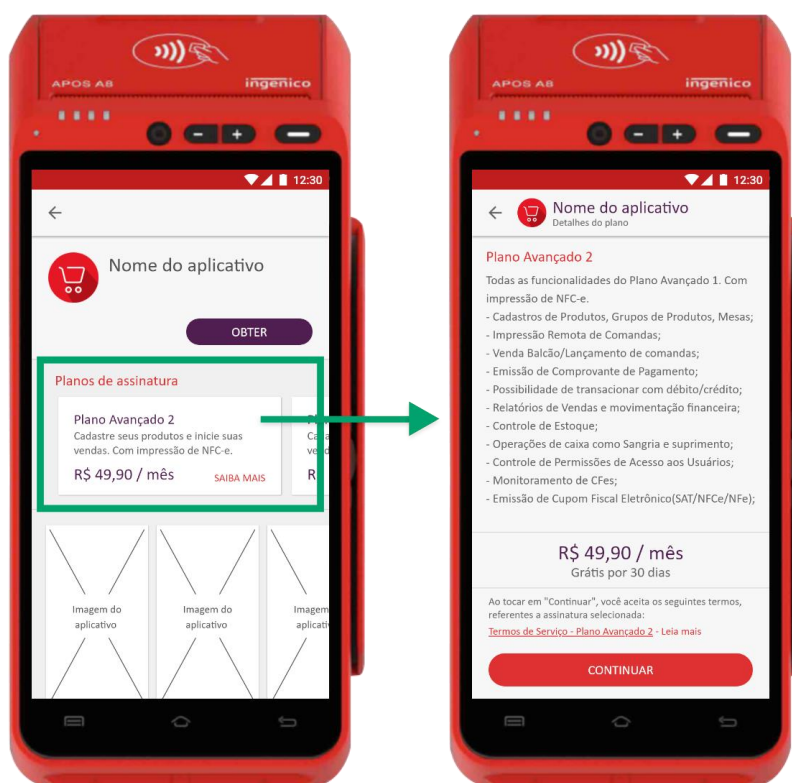 APOS A8
ingenico
12:30
Nome do aplicativo
OBTER
Planos de assinatura
Plano Avançado 2
Cadastre seus produtos e inicie suas
vendas. Com impressão de NFC-e.
R$ 49,90 / mês
SAIBA MAIS
Imagem do
aplicativo
Imagem do
aplicativo
Imagem
APOS A8
ingenico
12:30
Nome do aplicativo
Detalhes do plano
Plano Avançado 2
Todas as funcionalidades do Plano Avançado 1. Com
impressão de NFC-e.
- Cadastros de Produtos, Grupos de Produtos, Mesas;
- Impressão Remota de Comandas;
- Venda Balcão/Lançamento de comandas;
- Emissão de Comprovante de Pagamento;
- Possibilidade de transacionar com débito/crédito;
- Relatórios de Vendas e movimentação financeira;
- Controle de Estoque;
- Operações de caixa como Sangria e suprimento;
- Controle de Permissões de Acesso aos Usuários;
- Monitoramento de CFes;
- Emissão de Cupom Fiscal Eletrônico(SAT/NFCe/NFe);
R$ 49,90 / mês
Grátis por 30 dias
Ao tocar em "Continuar", você aceita os seguintes termos,
referentes a assinatura selecionada:
Termos de Serviço - Plano Avançado 2 - Leia mais
CONTINUAR